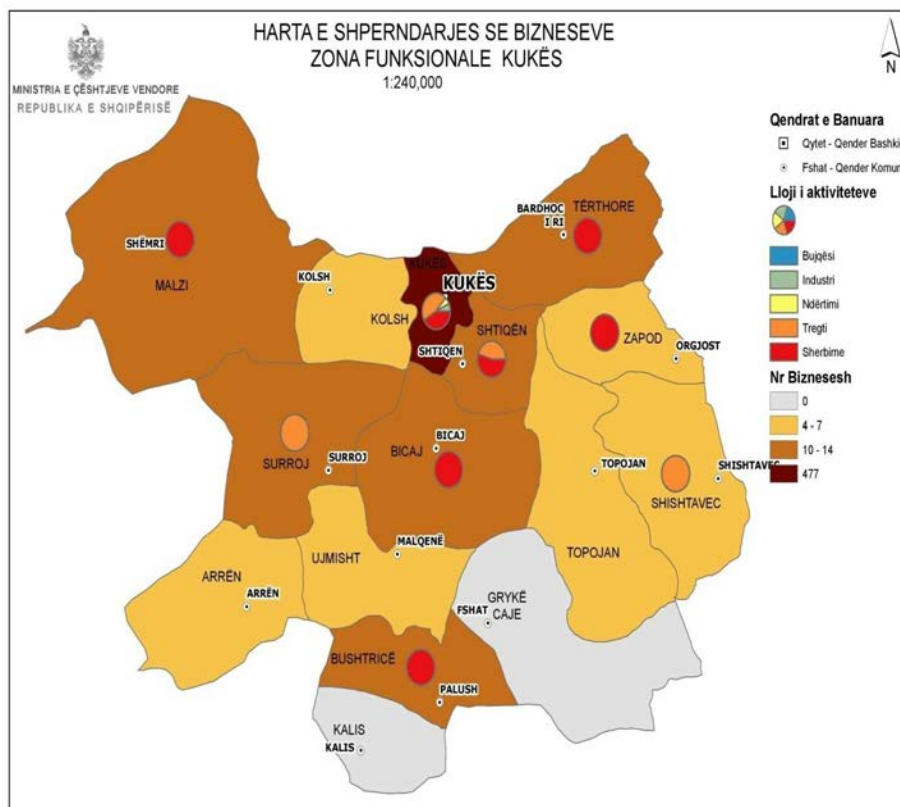 HARTA E SHPERNDARJES SE BIZNESEVE
ZONA FUNKSIONALE KUKËS
1:240,000
MINISTRIA E ÇËSHTJEVE VENDORE
REPUBLIKA E SHQIPËRISË
N
Qendrat e Banuara
Qytet - Qender Bashki
Fshat - Qender Komun
Lloji i aktiviteteve
Bujqësi
Industri
Ndërtimi
Tregti
Sherbime
Nr Biznesesh
0
4 - 7
10 - 14
477
TËRTHORE
BARDHOC
I RI
SHËMRI
MALZI
KOLSH
KOLSH
KUKËS
KUKËS
SHTIQËN
SHTIQEN
ZAPOD
ORGJOST
SURROJ
SURROJ
BICAJ
BICAJ
TOPOJAN
TOPOJAN
SHISHTAVEC
SHISHTAVEC
ARRËN
ARRËN
UJMISHT
MALQENË
GRYKË
CAJE
FSHAT
BUSHTRICË
PALUSH
KALIS
KALIS